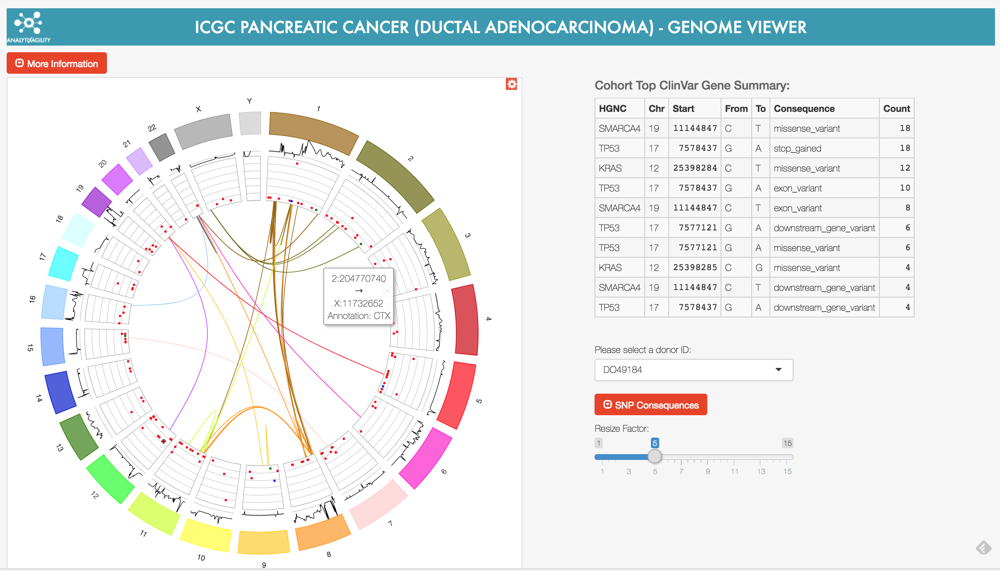 ANALYTIXAGILITY
ICGC PANCREATIC CANCER (DUCTAL ADENOCARCINOMA) - GENOME VIEWER
More Information
Y
1
2
3
4
5
6
7
8
9
10
11
12
13
14
15
16
17
18
19
20
21
22
X
2:204770740
→
X:11732652
Annotation: CTX
Cohort Top ClinVar Gene Summary:
HGNC Chr Start From To Consequence Count
SMARCA4 19 11144847 C T missense_variant 18
TP53 17 7578437 G A stop_gained 18
KRAS 12 25398284 C T missense_variant 12
TP53 17 7578437 G A exon_variant 10
SMARCA4 19 11144847 C T exon_variant 8
TP53 17 7577121 G A downstream_gene_variant 6
TP53 17 7577121 G A missense_variant 6
KRAS 12 25398285 C G missense_variant 4
SMARCA4 19 11144847 C T downstream_gene_variant 4
TP53 17 7578437 G A downstream_gene_variant 4
Please select a donor ID:
DO49184
SNP Consequences
Resize Factor:
1 5 15
1 3 5 7 9 11 13 15